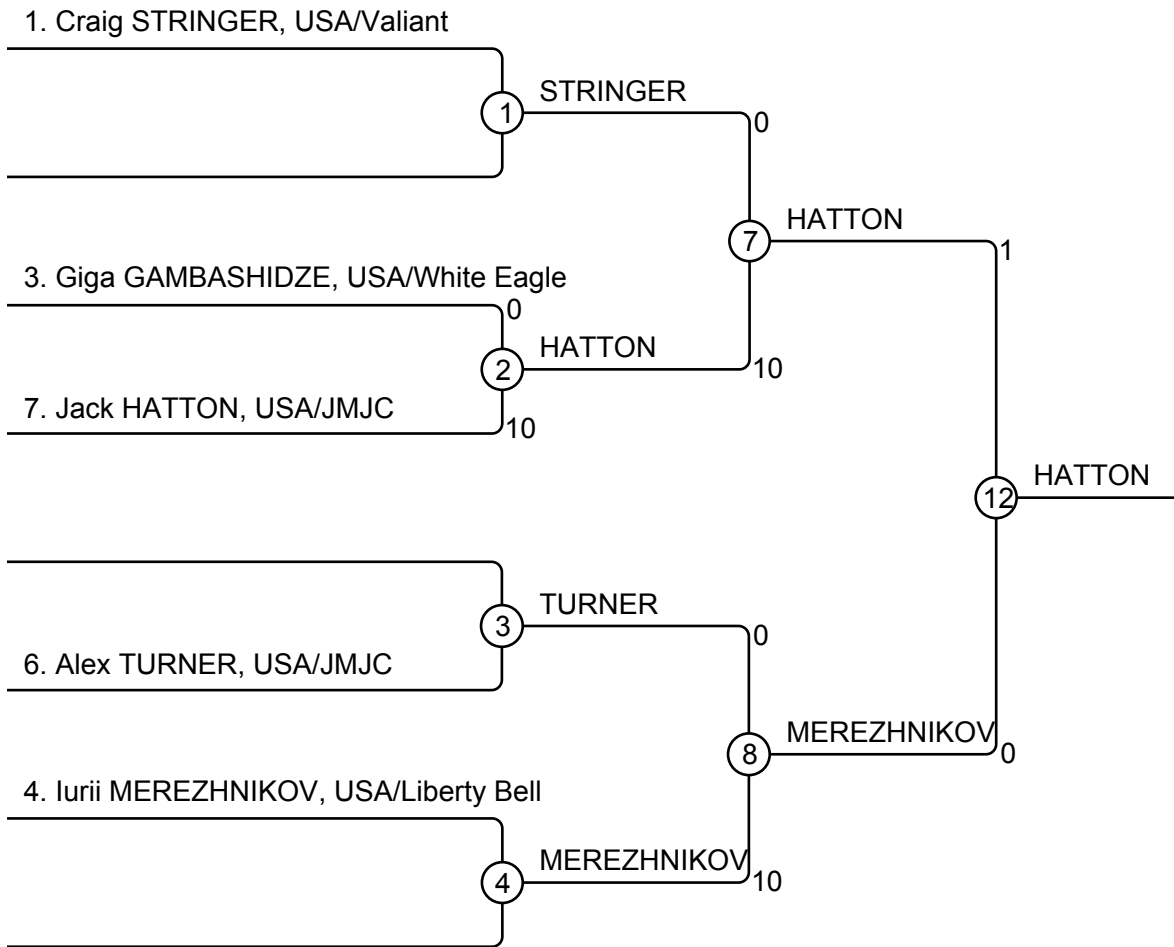 1. Craig STRINGER, USA/Valiant
1
STRINGER
0
7
HATTON
1
3. Giga GAMBASHIDZE, USA/White Eagle
0
2
HATTON
10
7. Jack HATTON, USA/JMJC
10
12
HATTON
3
TURNER
0
6. Alex TURNER, USA/JMJC
8
MEREZHNIKOV
0
4. Iurii MEREZHNIKOV, USA/Liberty Bell
4
MEREZHNIKOV
10